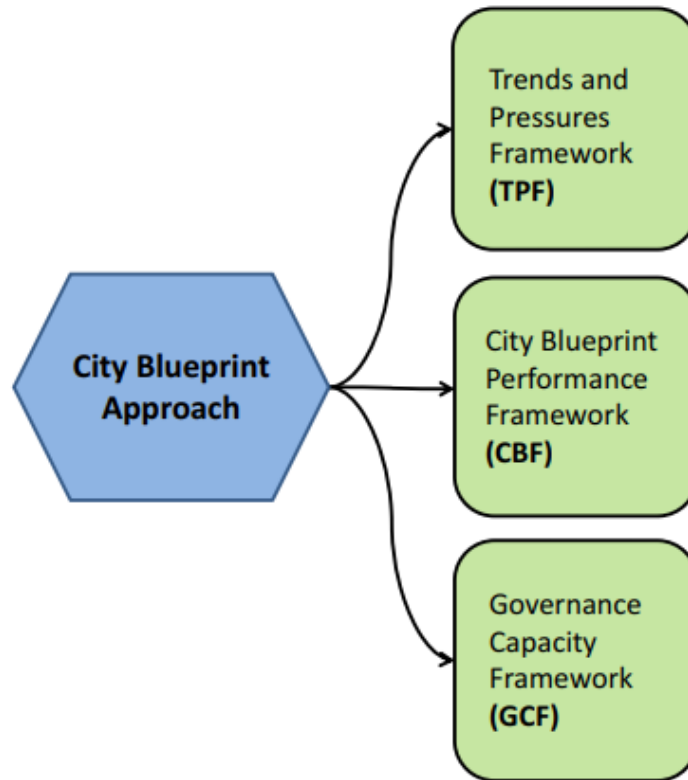 Trends and
Pressures
Framework
(TPF)
City Blueprint
Approach
City Blueprint
Performance
Framework
(CBF)
Governance
Capacity
Framework
(GCF)